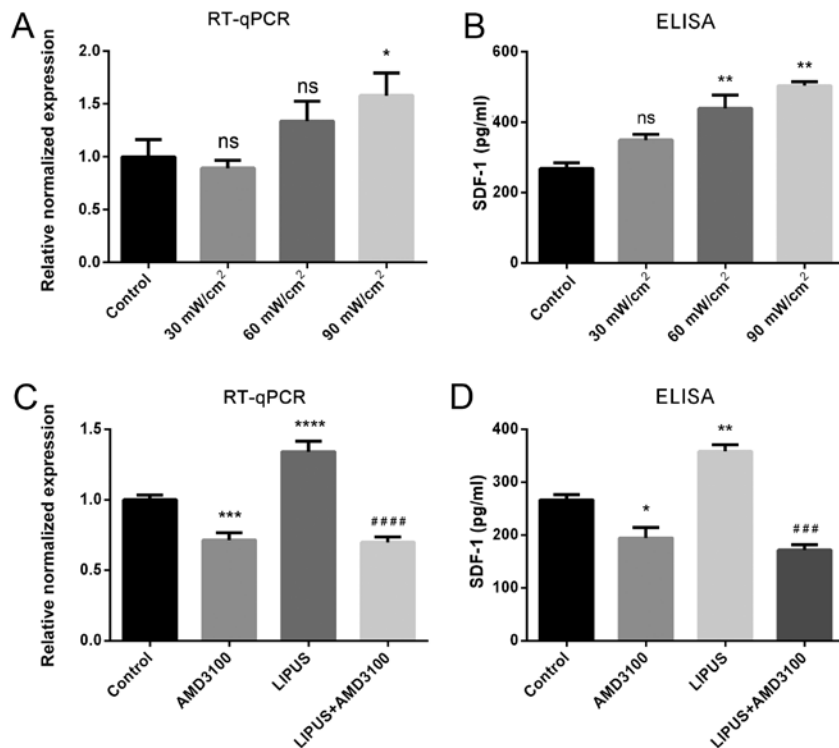 A
RT-qPCR
Relative normalized expression
2.0
1.5
1.0
0.5
0.0
ns
ns
*
Control
30 mW/cm²
60 mW/cm²
90 mW/cm²
B
ELISA
SDF-1 (pg/ml)
600
400
200
0
ns
**
**
Control
30 mW/cm²
60 mW/cm²
90 mW/cm²
C
RT-qPCR
Relative normalized expression
1.5
1.0
0.5
0.0
***
****
####
Control
AMD3100
LIPUS
LIPUS+AMD3100
D
ELISA
SDF-1 (pg/ml)
400
300
200
100
0
*
**
###
Control
AMD3100
LIPUS
LIPUS+AMD3100